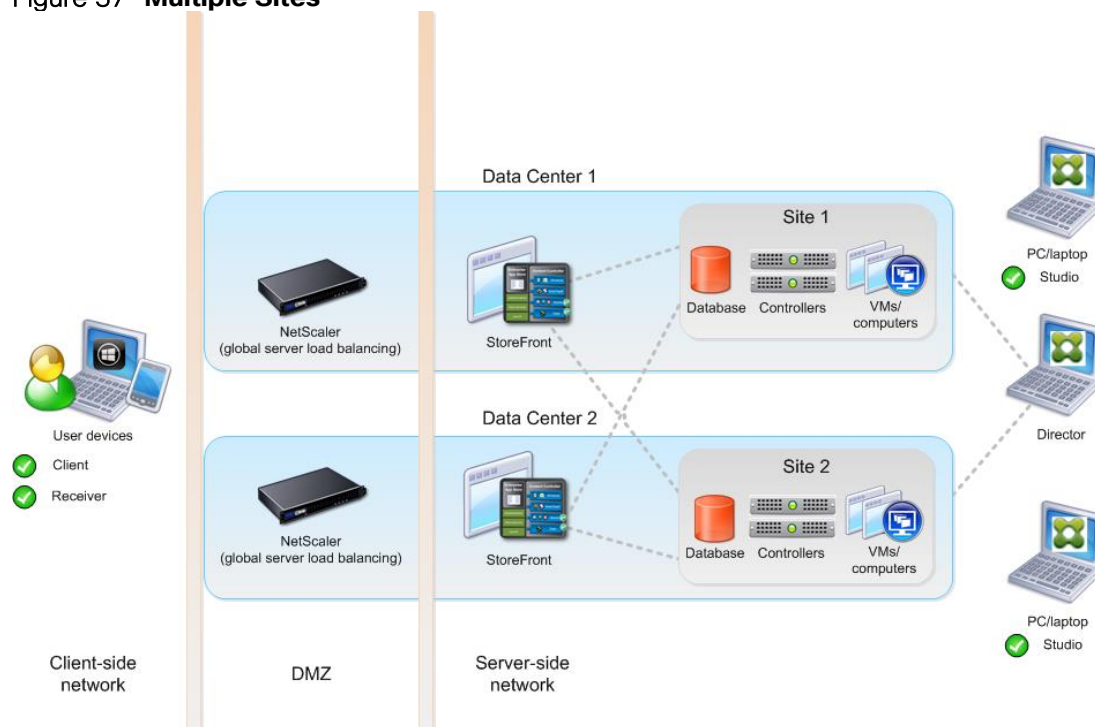 Figure 37 Multiple Sites
Data Center 1
Site 1
NetScaler
(global server load balancing)
StoreFront
Database
Controllers
VMs/
computers
PC/laptop
Studio
User devices
Client
Receiver
Director
Data Center 2
Site 2
NetScaler
(global server load balancing)
StoreFront
Database
Controllers
VMs/
computers
PC/laptop
Studio
Client-side
network
DMZ
Server-side
network